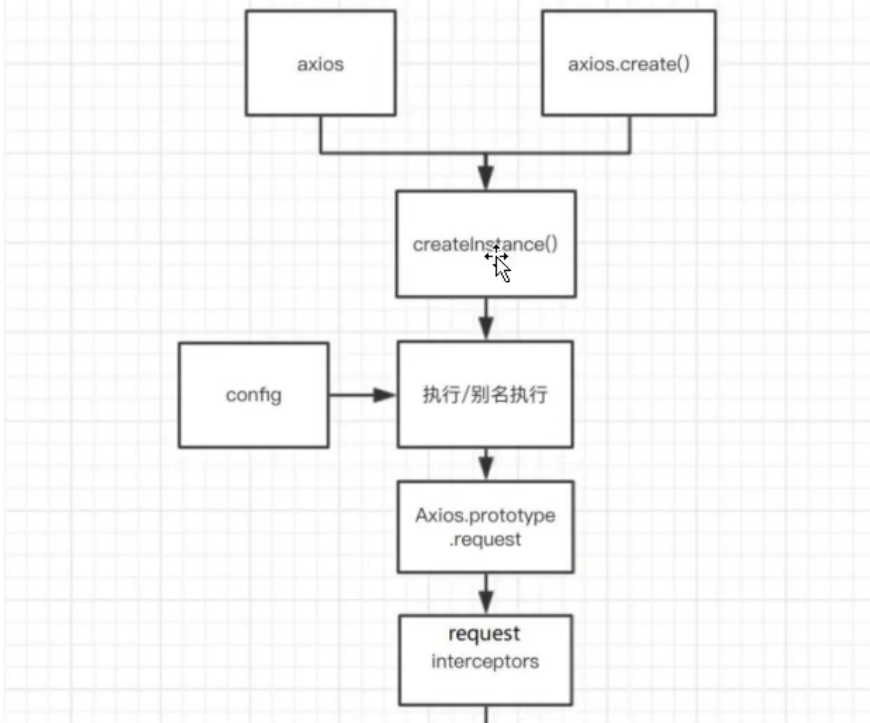 axios
axios.create()
createInstance()
config
执行/别名执行
Axios.prototype
.request
request
interceptors